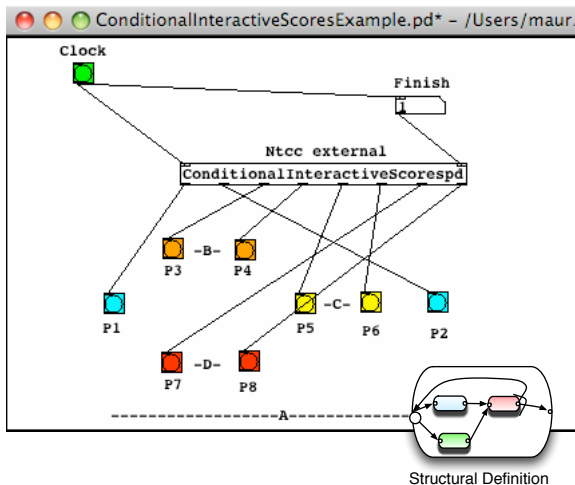 ConditionalInteractiveScoresExample.pd* – /Users/maur.
Clock
Finish
1
Ntcc external
ConditionalInteractiveScorespd
-B-
P3
P4
-C-
P1
P5
P6
P2
-D-
P7
P8
------------------A-------------
Structural Definition